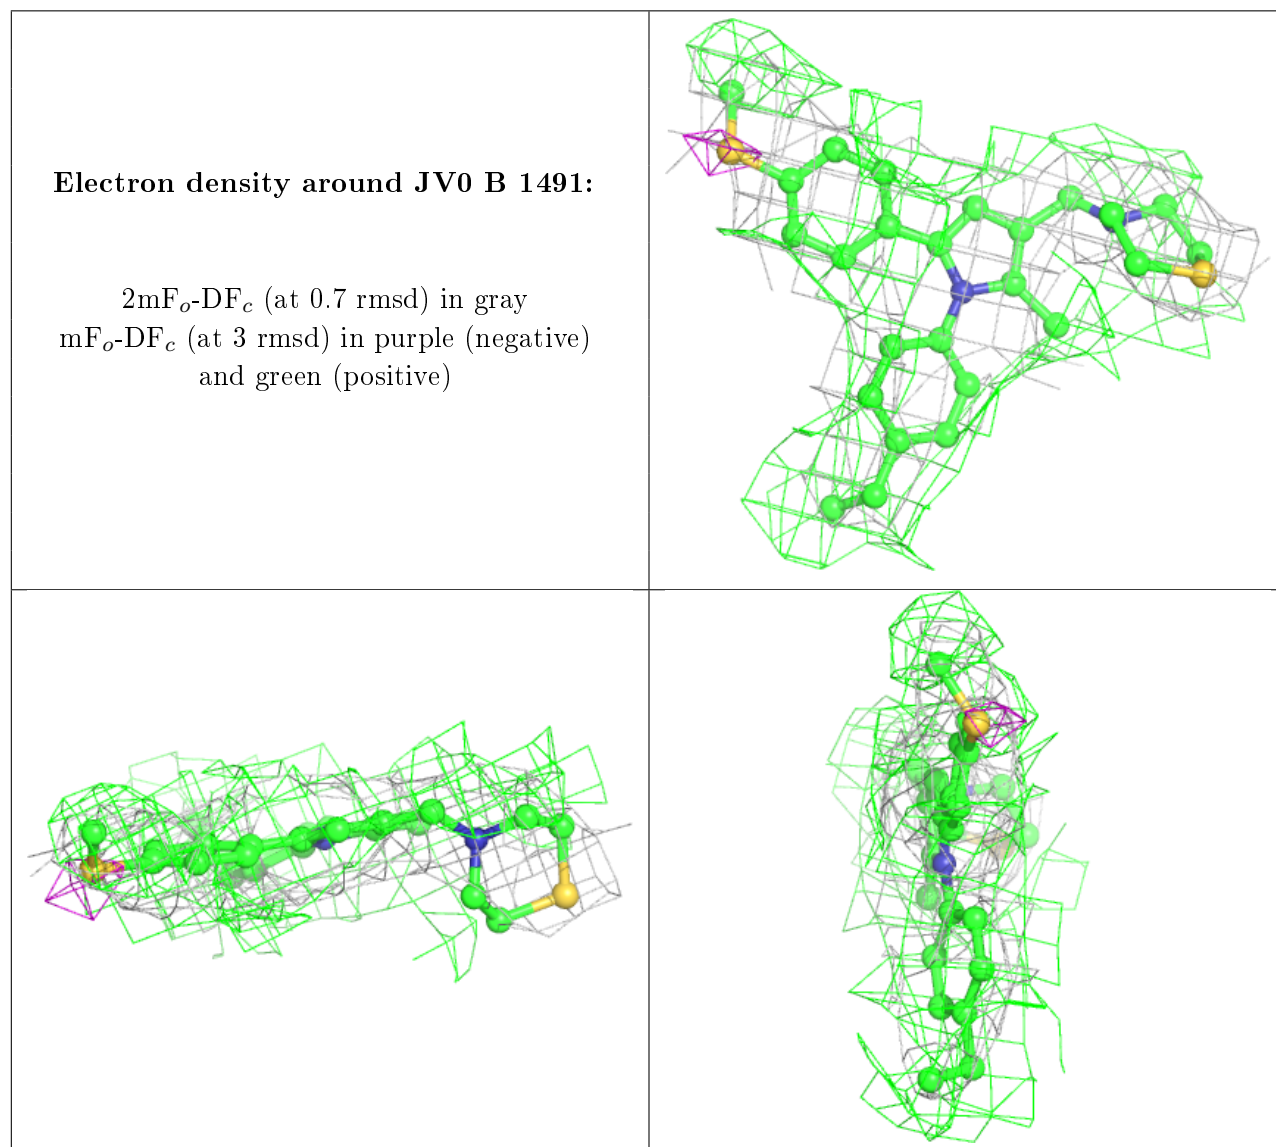 Electron density around JV0 B 1491:
2mFo-DFc (at 0.7 rmsd) in gray
mFo-DFc (at 3 rmsd) in purple (negative)
and green (positive)